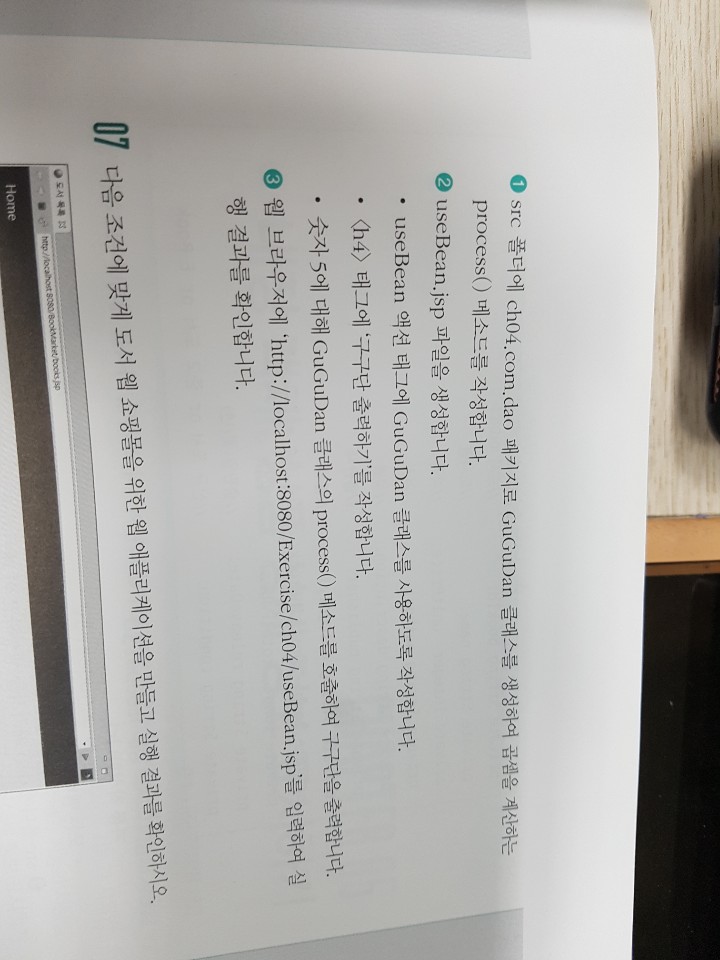 ❶ src 폴더에 ch04.com.dao 패키지로 GuGuDan 클래스를 생성하여 곱셈을 계산하는
process() 메소드를 작성합니다.
❷ useBean.jsp 파일을 생성합니다.
• useBean 액션 태그에 GuGuDan 클래스를 사용하도록 작성합니다.
• 〈h4〉 태그에 '구구단 출력하기'를 작성합니다.
• 숫자 5에 대해 GuGuDan 클래스의 process() 메소드를 호출하여 구구단을 출력합니다.
❸ 웹 브라우저에 'http://localhost:8080/Exercise/ch04/useBean.jsp'를 입력하여 실
행 결과를 확인합니다.
07 다음 조건에 맞게 도서 웹 쇼핑몰을 위한 웹 애플리케이션을 만들고 실행 결과를 확인하시오.
도서 목록
http://localhost:8080/BookMarket/books.jsp
Home